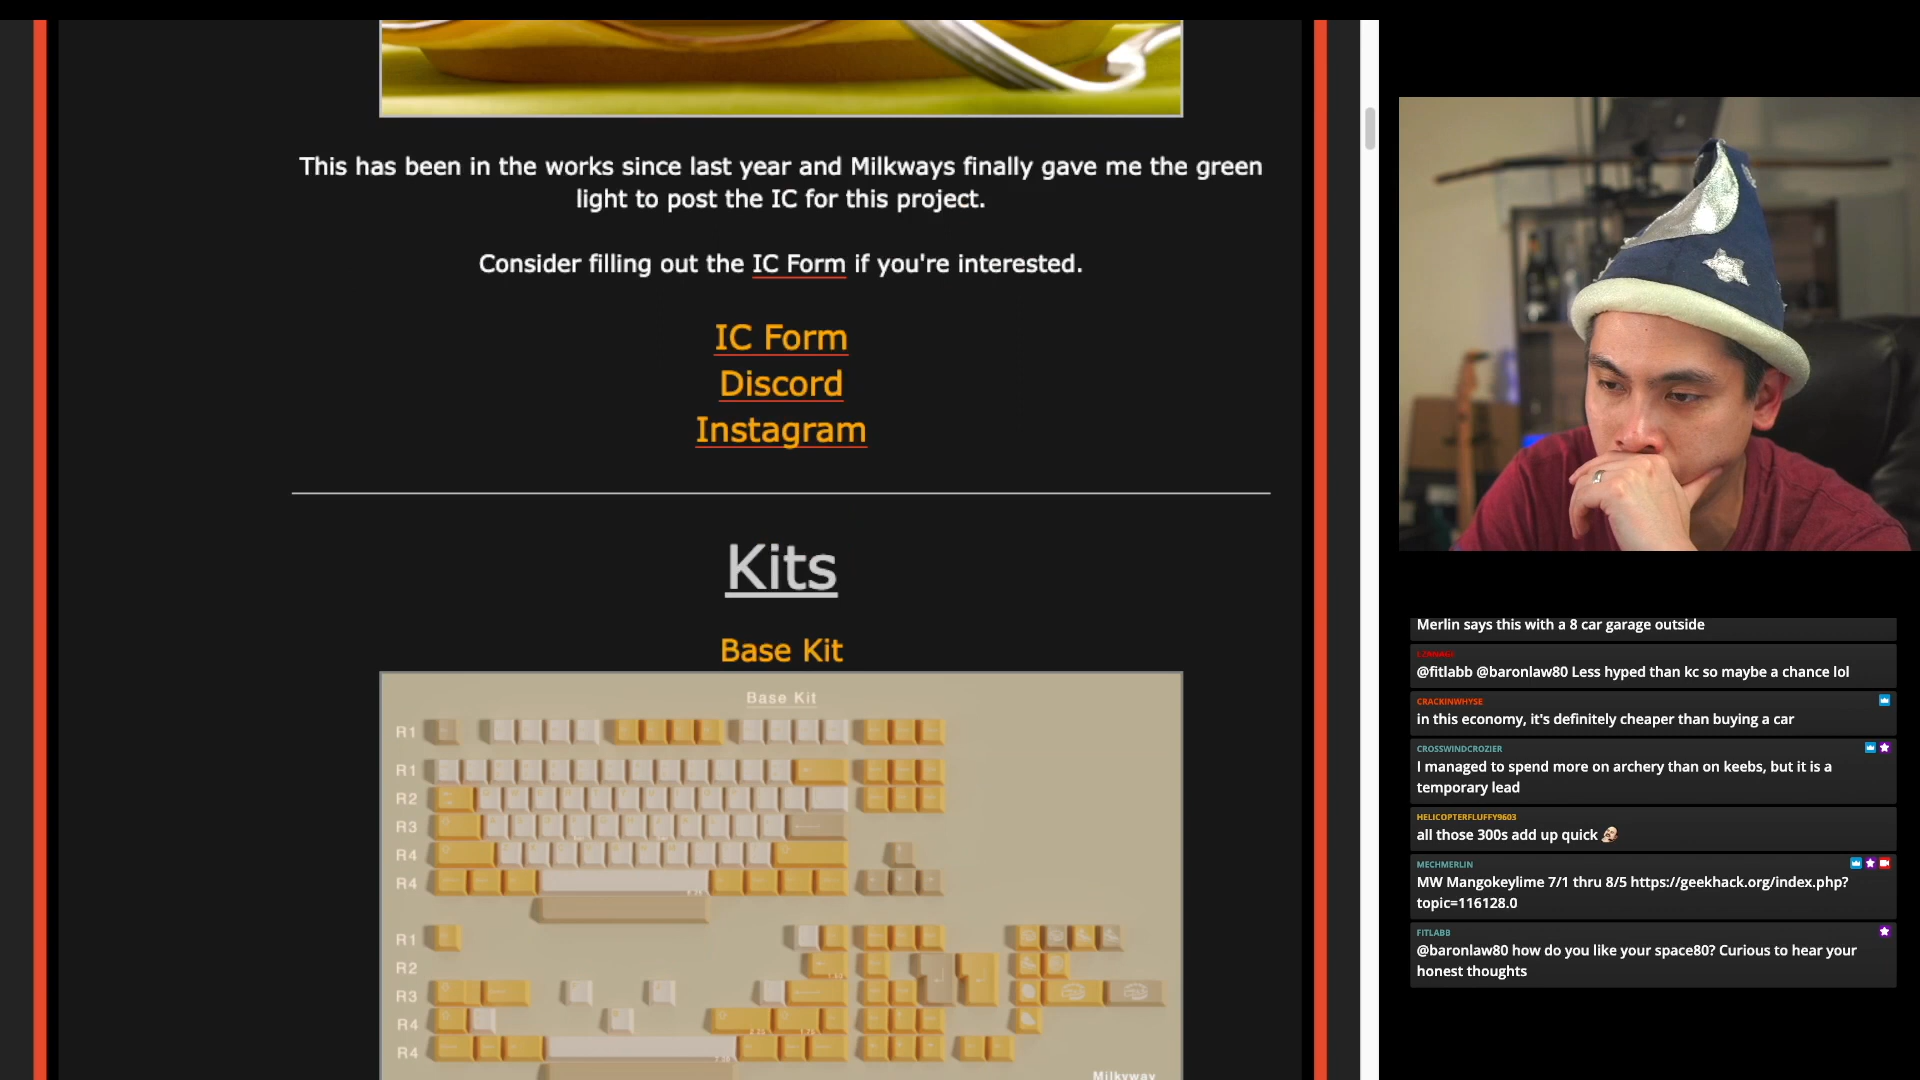 This has been in the works since last year and Milkways finally gave me the green
light to post the IC for this project.
Consider filling out the IC Form if you're interested.
IC Form
Discord
Instagram
Kits
Base Kit
Base Kit
R1
R1
R2
R3
R4
R4
R1
R2
R3
R4
R4
Milkyway
Merlin says this with a 8 car garage outside
@fitlabb @baronlaw80 Less hyped than kc so maybe a chance lol
CRACKINWHYSE
in this economy, it's definitely cheaper than buying a car
CROSSWINDCROZIER
I managed to spend more on archery than on keebs, but it is a
temporary lead
HELICOPTERFLUFFY9603
all those 300s add up quick
MECHMERLIN
MW Mangokeylime 7/1 thru 8/5 https://geekhack.org/index.php?
topic=116128.0
FITLABB
@baronlaw80 how do you like your space80? Curious to hear your
honest thoughts